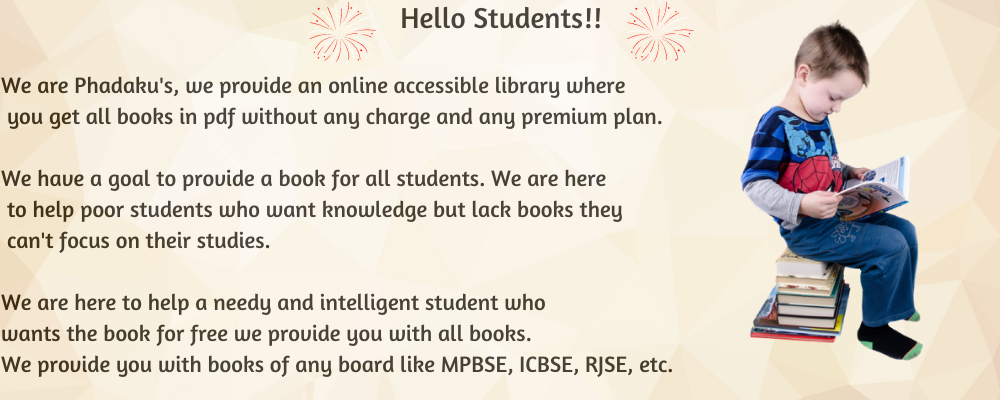 Hello Students!!
We are Phadaku's, we provide an online accessible library where
you get all books in pdf without any charge and any premium plan.
We have a goal to provide a book for all students. We are here
to help poor students who want knowledge but lack books they
can't focus on their studies.
We are here to help a needy and intelligent student who
wants the book for free we provide you with all books.
We provide you with books of any board like MPBSE, ICBSE, RJSE, etc.